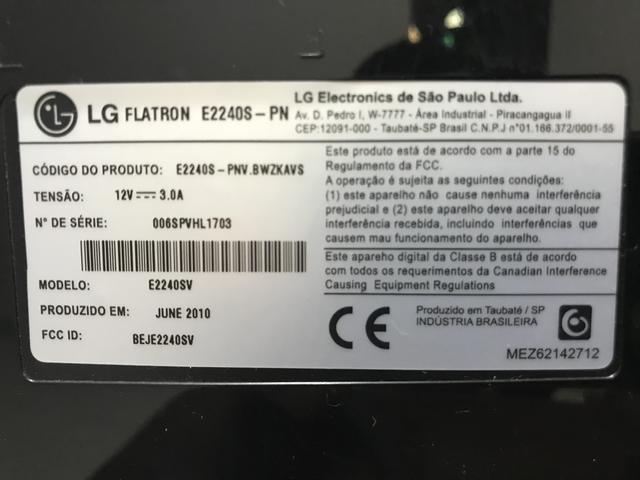 LG FLATRON E2240S-PN
LG Electronics de São Paulo Ltda.
Av. D. Pedro I, W-7777 - Área Industrial - Piracangagua II
CEP:12091-000 - Taubaté-SP Brasil C.N.P.J n°01.166.372/0001-55
CÓDIGO DO PRODUTO: E2240S-PNV.BWZKAVS
TENSÃO: 12V 3.0A
N° DE SÉRIE: 006SPVHL1703
MODELO: E2240SV
PRODUZIDO EM: JUNE 2010
FCC ID: BEJE2240SV
Este produto está de acordo com a parte 15 do
Regulamento da FCC.
A operação é sujeita as seguintes condições:
(1) este aparelho não cause nenhuma interferência
prejudicial e (2) este aparelho deve aceitar qualquer
interferência recebida, incluindo interferências que
causem mau funcionamento do aparelho.
Este apareho digital da Classe B está de acordo
com todos os requerimentos da Canadian Interference
Causing Equipment Regulations
CE
Produzido em Taubaté / SP
INDÚSTRIA BRASILEIRA
MEZ62142712